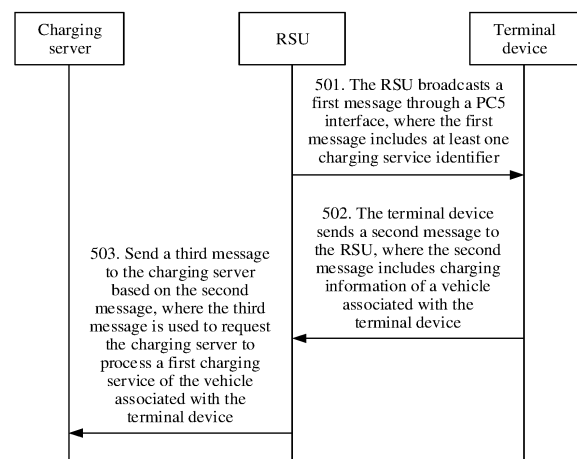 Charging
server
RSU
Terminal
device
501. The RSU broadcasts a
first message through a PC5
interface, where the first
message includes at least one
charging service identifier
502. The terminal device
sends a second message to
the RSU, where the second
message includes charging
information of a vehicle
associated with the
terminal device
503. Send a third message
to the charging server
based on the second
message, where the third
message is used to request
the charging server to
process a first charging
service of the vehicle
associated with the
terminal device